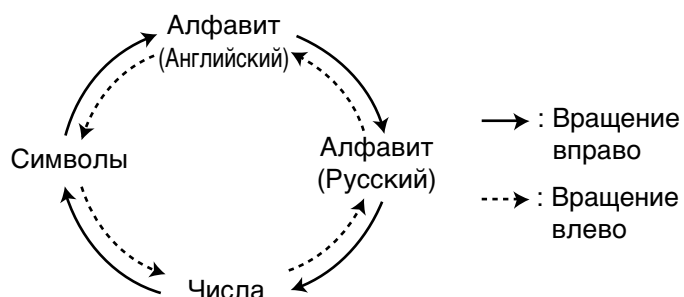 Алфавит
(Английский)
Символы
Алфавит
(Русский)
Числа
: Вращение
вправо
: Вращение
влево